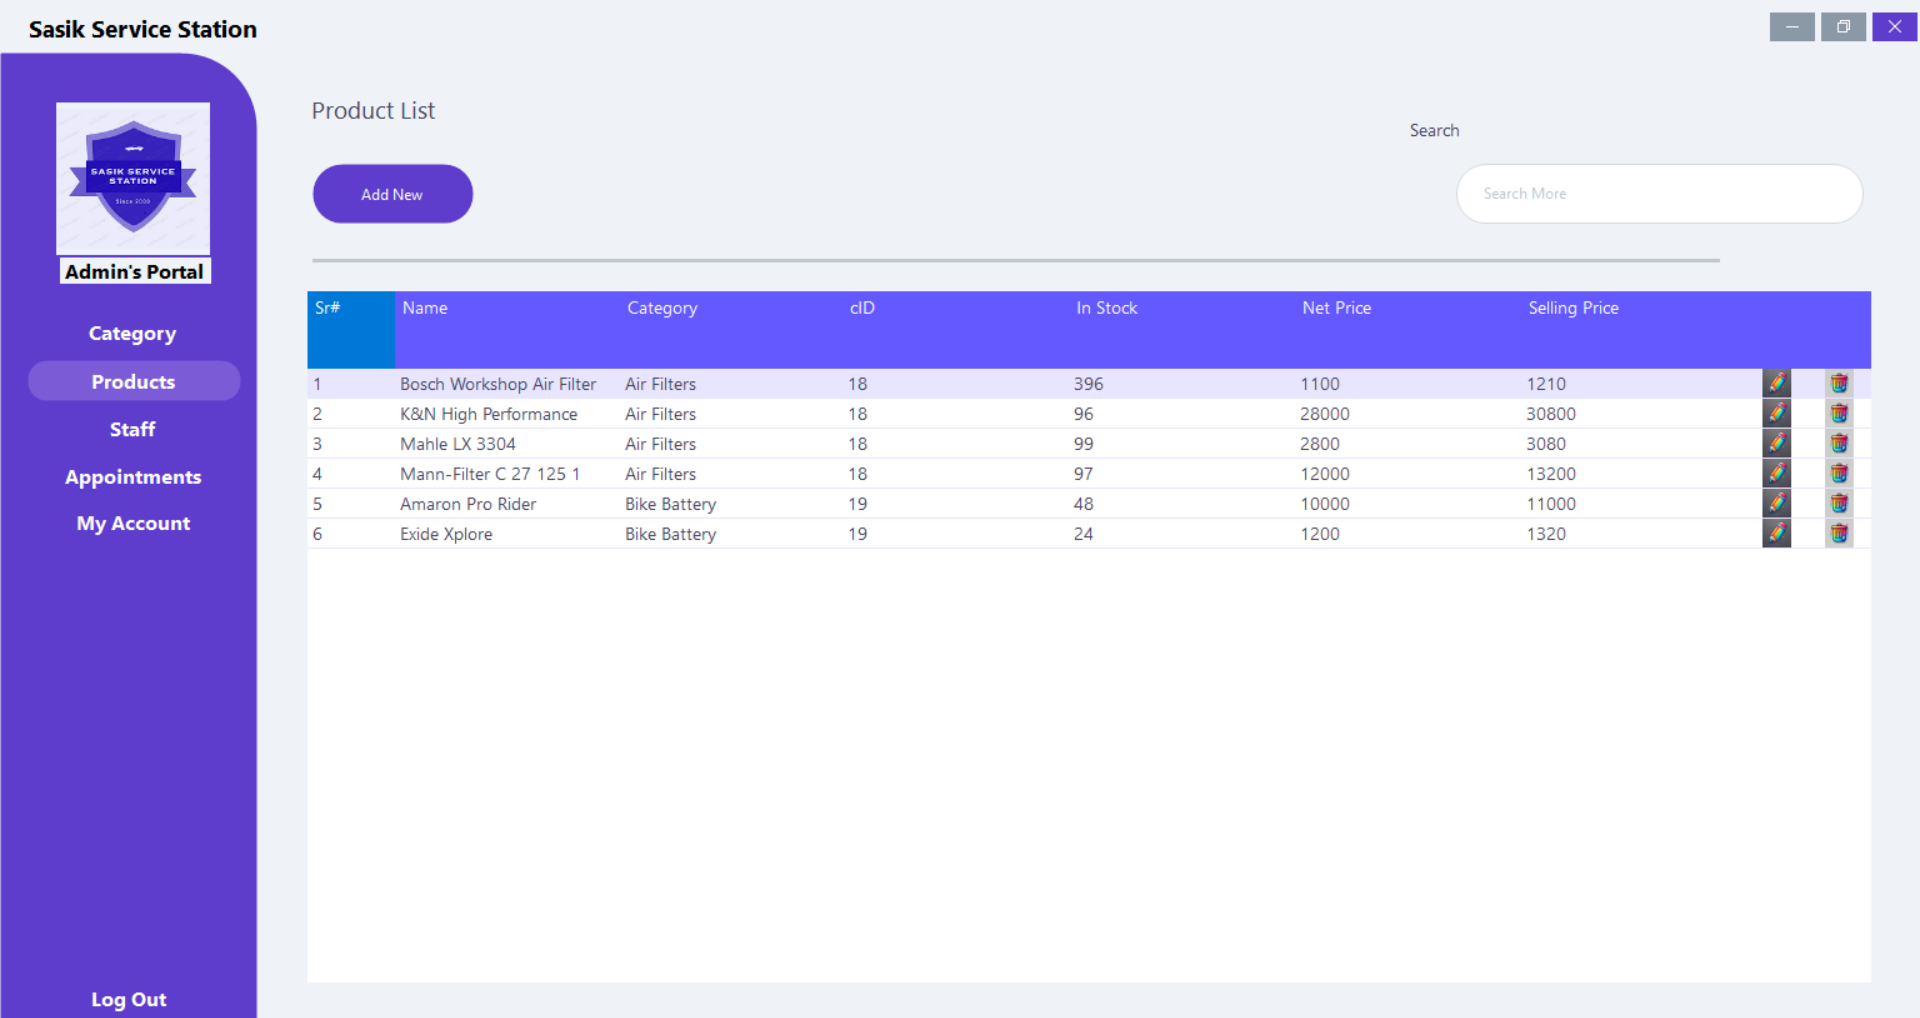 Sasik Service Station
SASIK SERVICE
STATION
Since 2000
Admin's Portal
Category
Products
Staff
Appointments
My Account
Log Out
Product List
Search
Add New
Search More
Sr# Name Category cID In Stock Net Price Selling Price
1 Bosch Workshop Air Filter Air Filters 18 396 1100 1210
2 K&N High Performance Air Filters 18 96 28000 30800
3 Mahle LX 3304 Air Filters 18 99 2800 3080
4 Mann-Filter C 27 125 1 Air Filters 18 97 12000 13200
5 Amaron Pro Rider Bike Battery 19 48 10000 11000
6 Exide Xplore Bike Battery 19 24 1200 1320